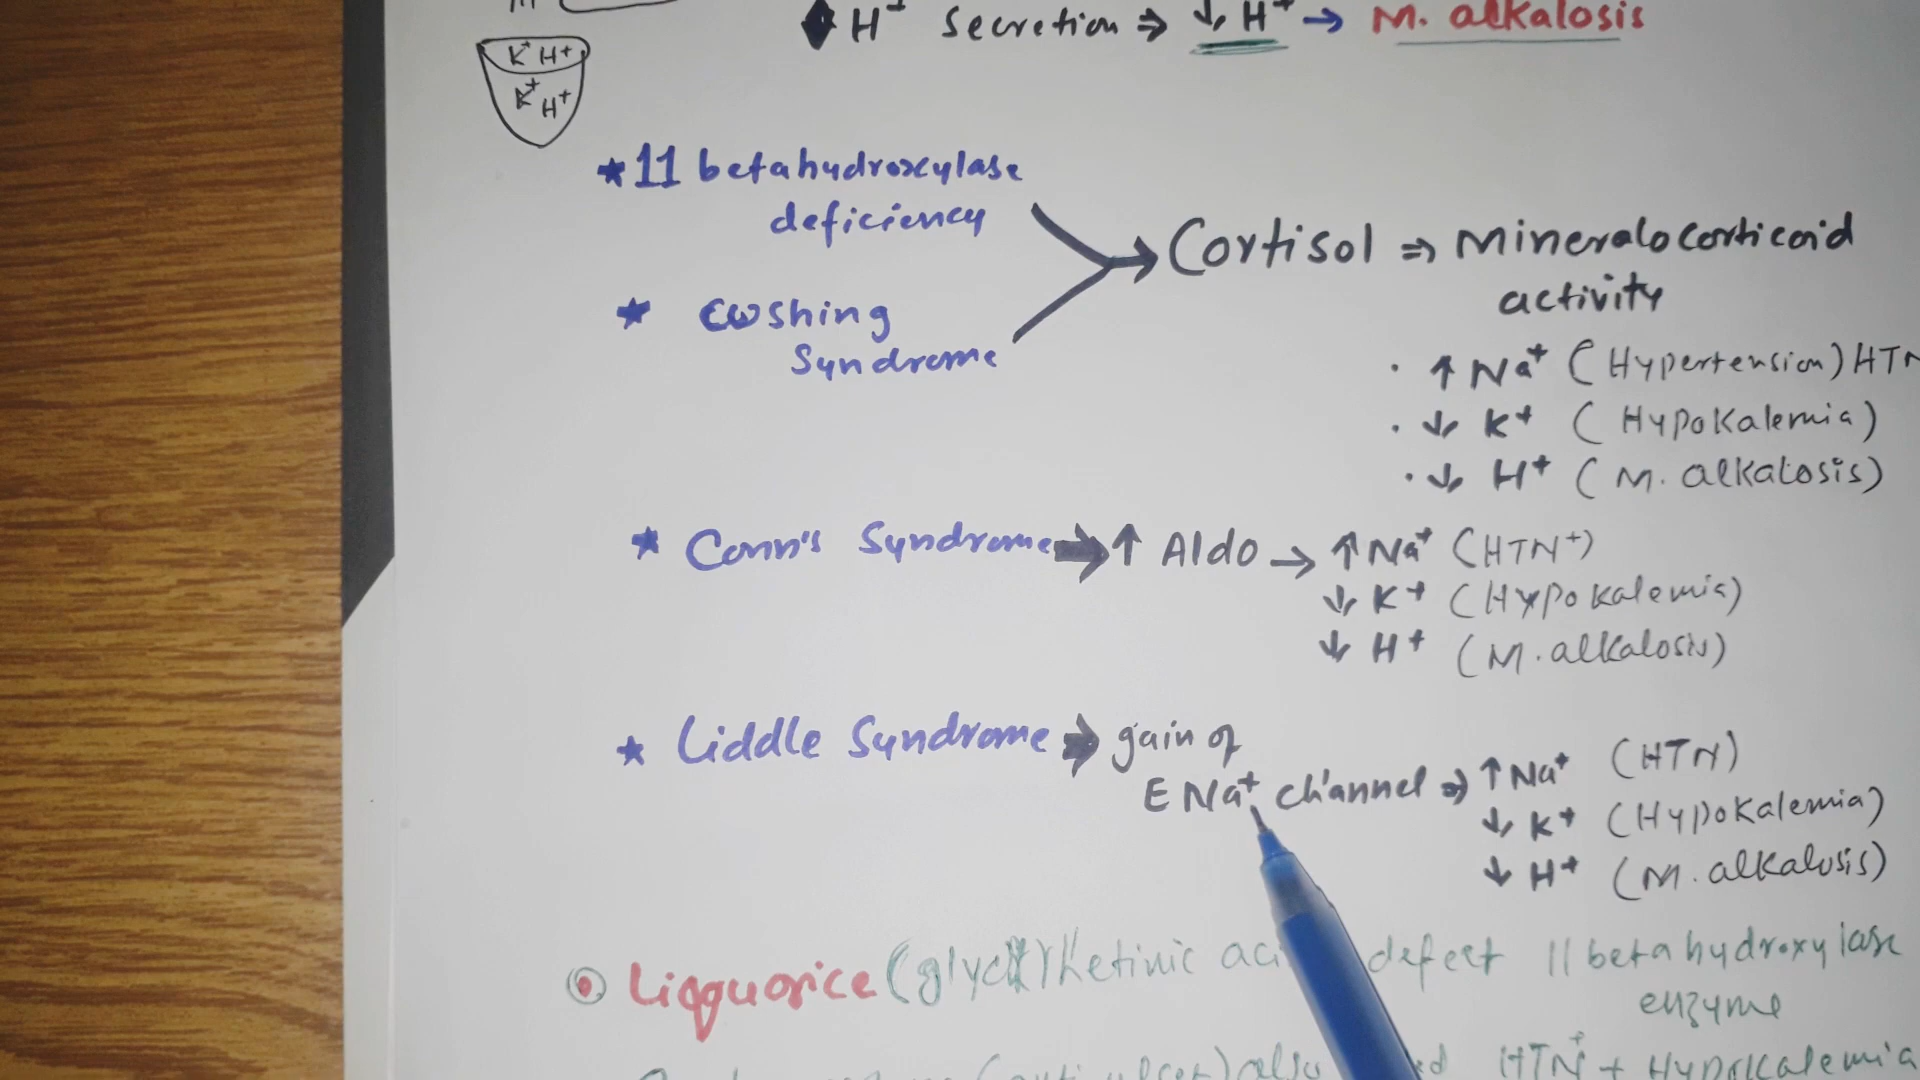 H+ Secretion ⇒ ↓ H+ → M. alkalosis
K+ H+
K+ H+
★ 11 betahydroxylase
deficiency
★ Cushing
Syndrome
→ Cortisol ⇒ Mineralocorticoid
activity
· ↑ Na+ (Hypertension) HTN
· ↓ K+ (Hypokalemia)
· ↓ H+ (M. alkalosis)
★ Conn's Syndrome → ↑ Aldo → ↑ Na+ (HTN+)
↓ K+ (Hypokalemia)
↓ H+ (M. alkalosis)
★ Liddle Syndrome → gain of
ENa+ channel ⇒ ↑ Na+ (HTN)
↓ K+ (Hypokalemia)
↓ H+ (M. alkalosis)
Liqquorice defect 11 betahydroxylase
enzyme
also HTN+ + Hypokalemia